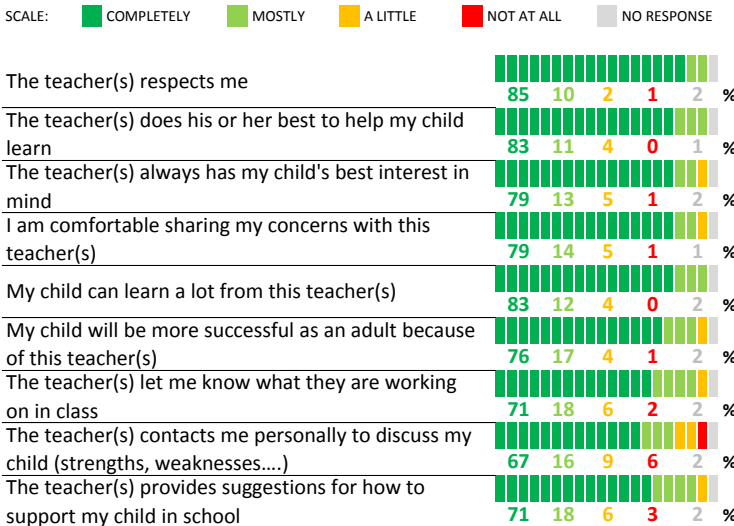 SCALE: COMPLETELY MOSTLY A LITTLE NOT AT ALL NO RESPONSE
The teacher(s) respects me
85 10 2 1 2 %
The teacher(s) does his or her best to help my child
learn
83 11 4 0 1 %
The teacher(s) always has my child's best interest in
mind
79 13 5 1 2 %
I am comfortable sharing my concerns with this
teacher(s)
79 14 5 1 1 %
My child can learn a lot from this teacher(s)
83 12 4 0 2 %
My child will be more successful as an adult because
of this teacher(s)
76 17 4 1 2 %
The teacher(s) let me know what they are working
on in class
71 18 6 2 2 %
The teacher(s) contacts me personally to discuss my
child (strengths, weaknesses....)
67 16 9 6 2 %
The teacher(s) provides suggestions for how to
support my child in school
71 18 6 3 2 %